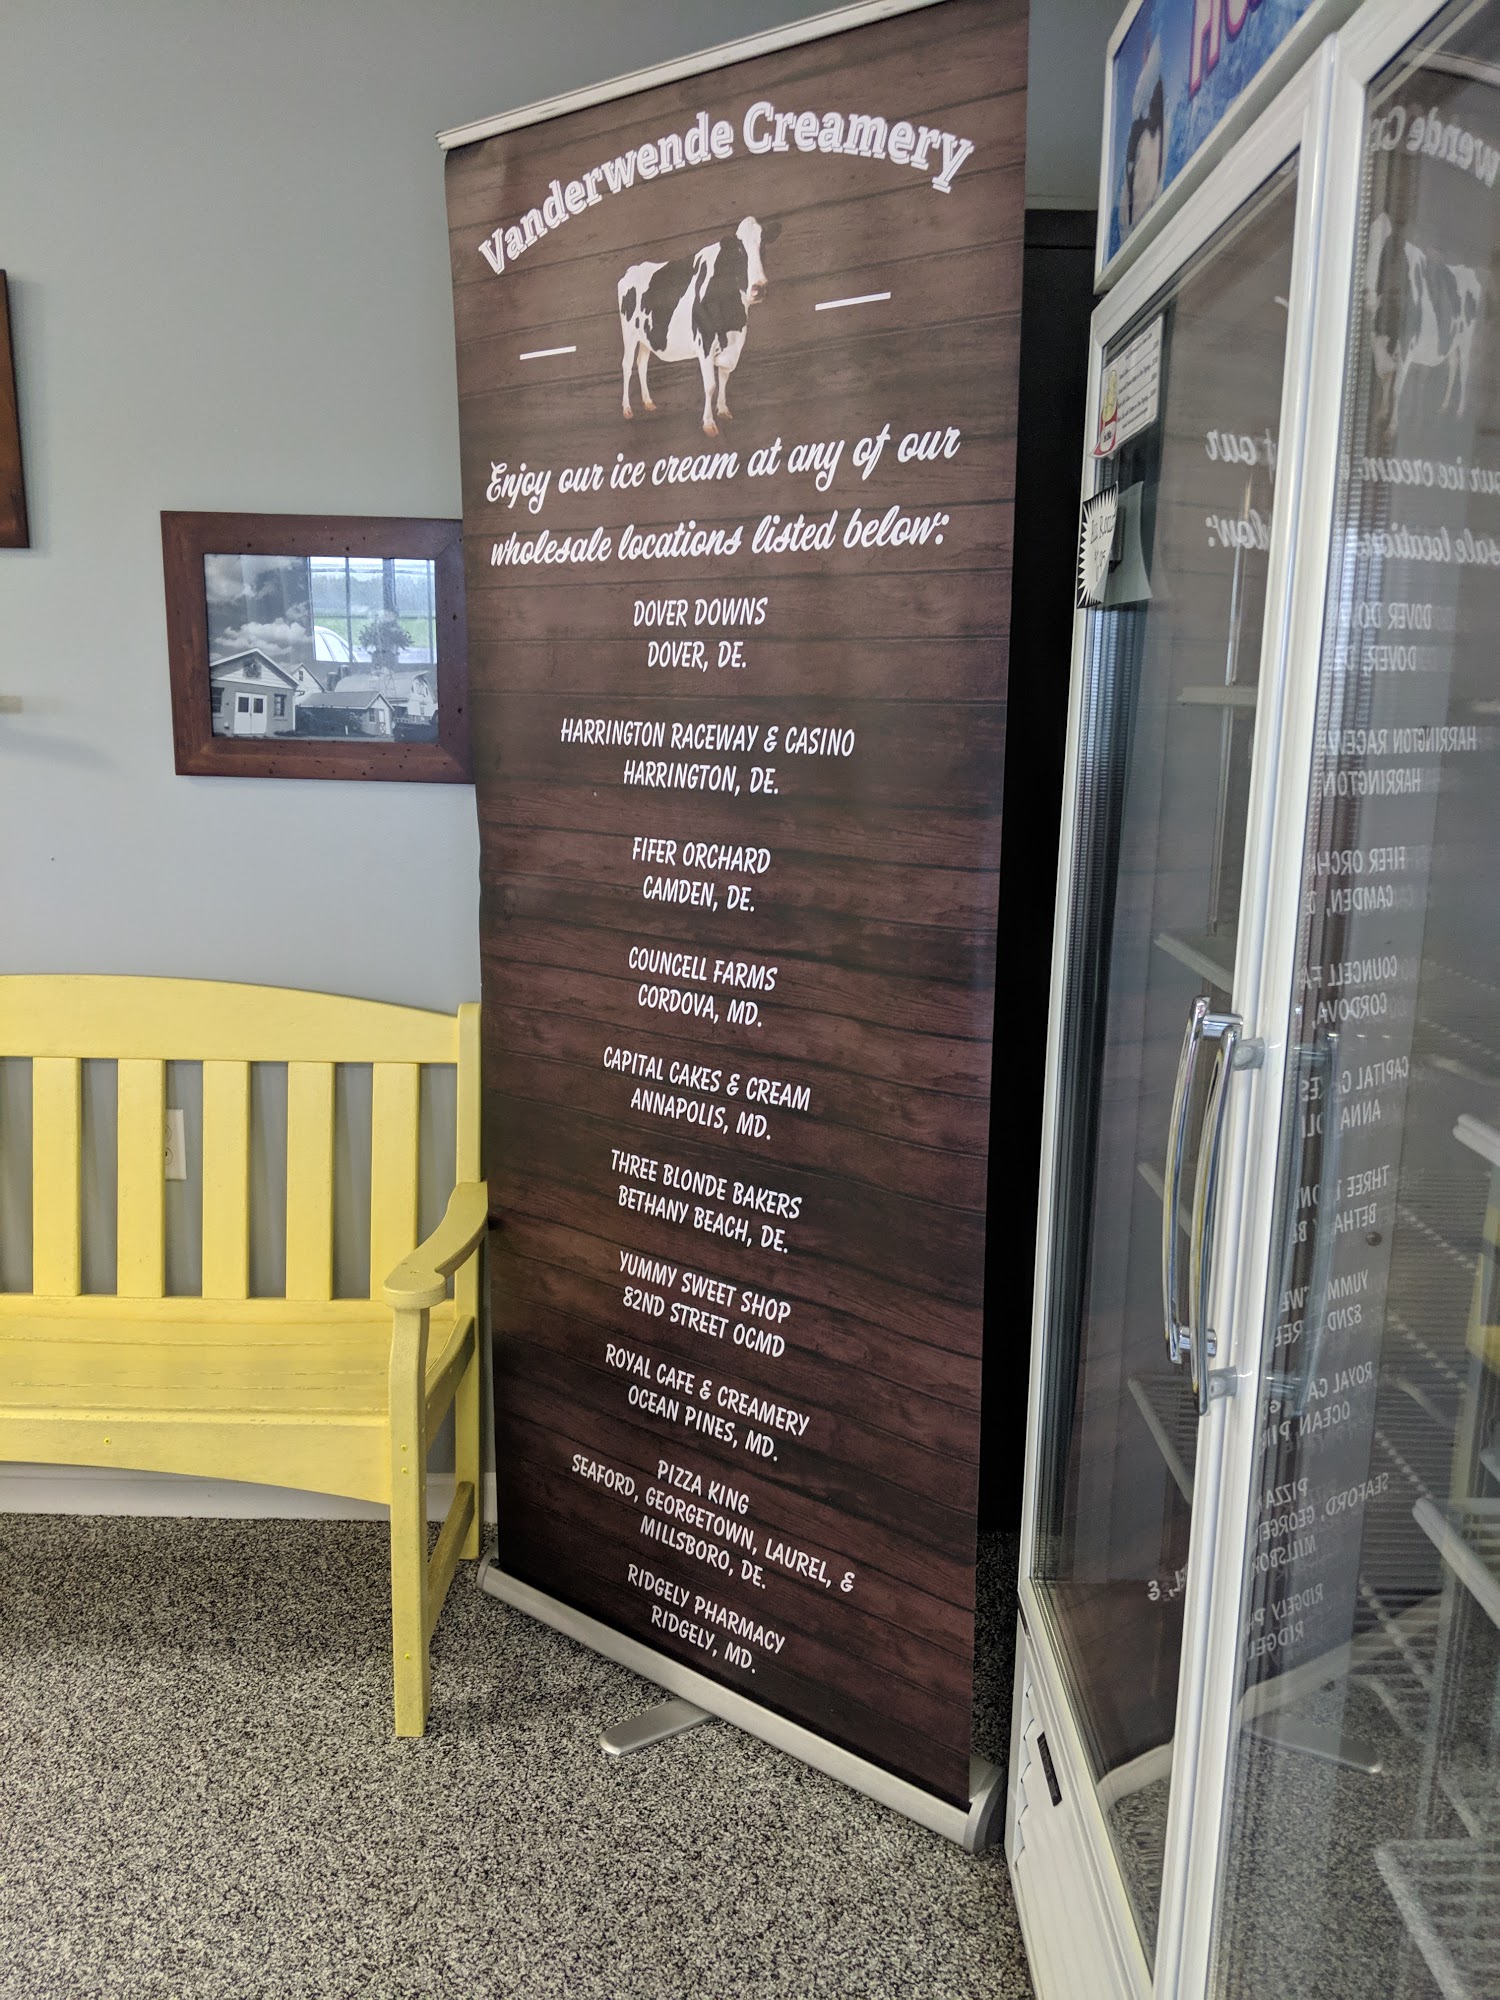 Vanderwende Creamery
Enjoy our ice cream at any of our
wholesale locations listed below:
DOVER DOWNS
DOVER, DE.
HARRINGTON RACEWAY & CASINO
HARRINGTON, DE.
FIFER ORCHARD
CAMDEN, DE.
COUNCELL FARMS
CORDOVA, MD.
CAPITAL CAKES & CREAM
ANNAPOLIS, MD.
THREE BLONDE BAKERS
BETHANY BEACH, DE.
YUMMY SWEET SHOP
82ND STREET OCMD
ROYAL CAFE & CREAMERY
OCEAN PINES, MD.
PIZZA KING
SEAFORD, GEORGETOWN, LAUREL, &
MILLSBORO, DE.
RIDGELY PHARMACY
RIDGELY, MD.